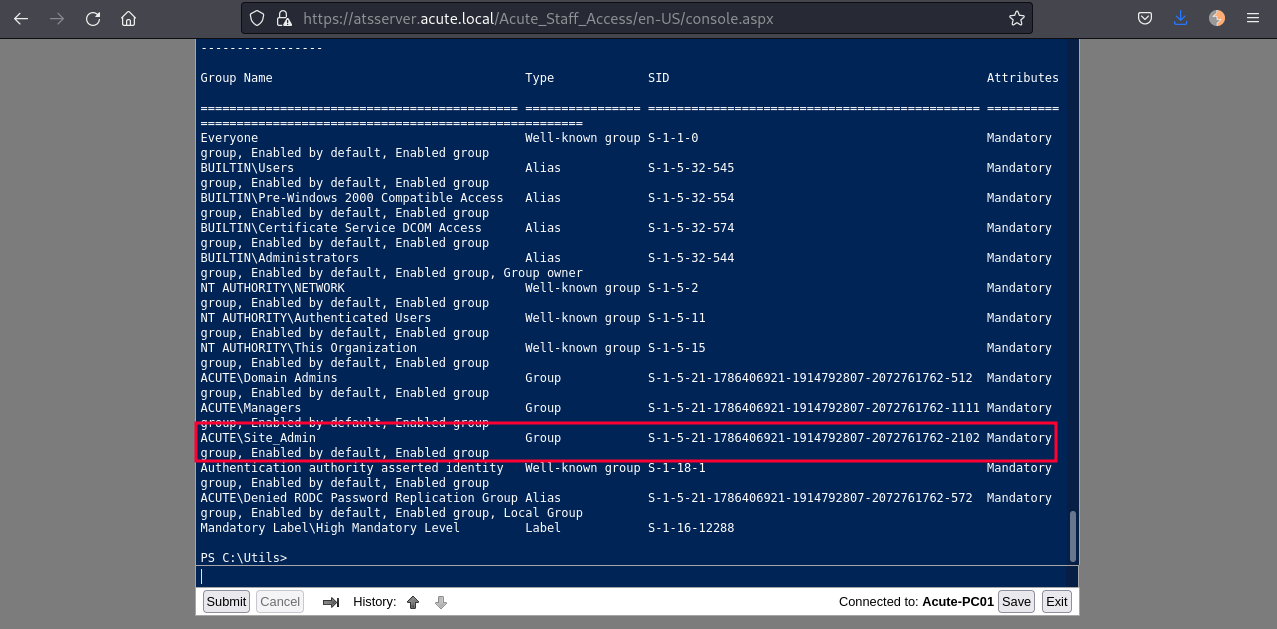 https://atsserver.acute.local/Acute_Staff_Access/en-US/console.aspx
-----------------
Group Name Type SID Attributes
============================================ ================ ============================================== ==========
=====================================================
Everyone Well-known group S-1-1-0 Mandatory
group, Enabled by default, Enabled group
BUILTIN\Users Alias S-1-5-32-545 Mandatory
group, Enabled by default, Enabled group
BUILTIN\Pre-Windows 2000 Compatible Access Alias S-1-5-32-554 Mandatory
group, Enabled by default, Enabled group
BUILTIN\Certificate Service DCOM Access Alias S-1-5-32-574 Mandatory
group, Enabled by default, Enabled group
BUILTIN\Administrators Alias S-1-5-32-544 Mandatory
group, Enabled by default, Enabled group, Group owner
NT AUTHORITY\NETWORK Well-known group S-1-5-2 Mandatory
group, Enabled by default, Enabled group
NT AUTHORITY\Authenticated Users Well-known group S-1-5-11 Mandatory
group, Enabled by default, Enabled group
NT AUTHORITY\This Organization Well-known group S-1-5-15 Mandatory
group, Enabled by default, Enabled group
ACUTE\Domain Admins Group S-1-5-21-1786406921-1914792807-2072761762-512 Mandatory
group, Enabled by default, Enabled group
ACUTE\Managers Group S-1-5-21-1786406921-1914792807-2072761762-1111 Mandatory
group, Enabled by default, Enabled group
ACUTE\Site_Admin Group S-1-5-21-1786406921-1914792807-2072761762-2102 Mandatory
group, Enabled by default, Enabled group
Authentication authority asserted identity Well-known group S-1-18-1 Mandatory
group, Enabled by default, Enabled group
ACUTE\Denied RODC Password Replication Group Alias S-1-5-21-1786406921-1914792807-2072761762-572 Mandatory
group, Enabled by default, Enabled group, Local Group
Mandatory Label\High Mandatory Level Label S-1-16-12288
PS C:\Utils>
Submit Cancel History: Connected to: Acute-PC01 Save Exit